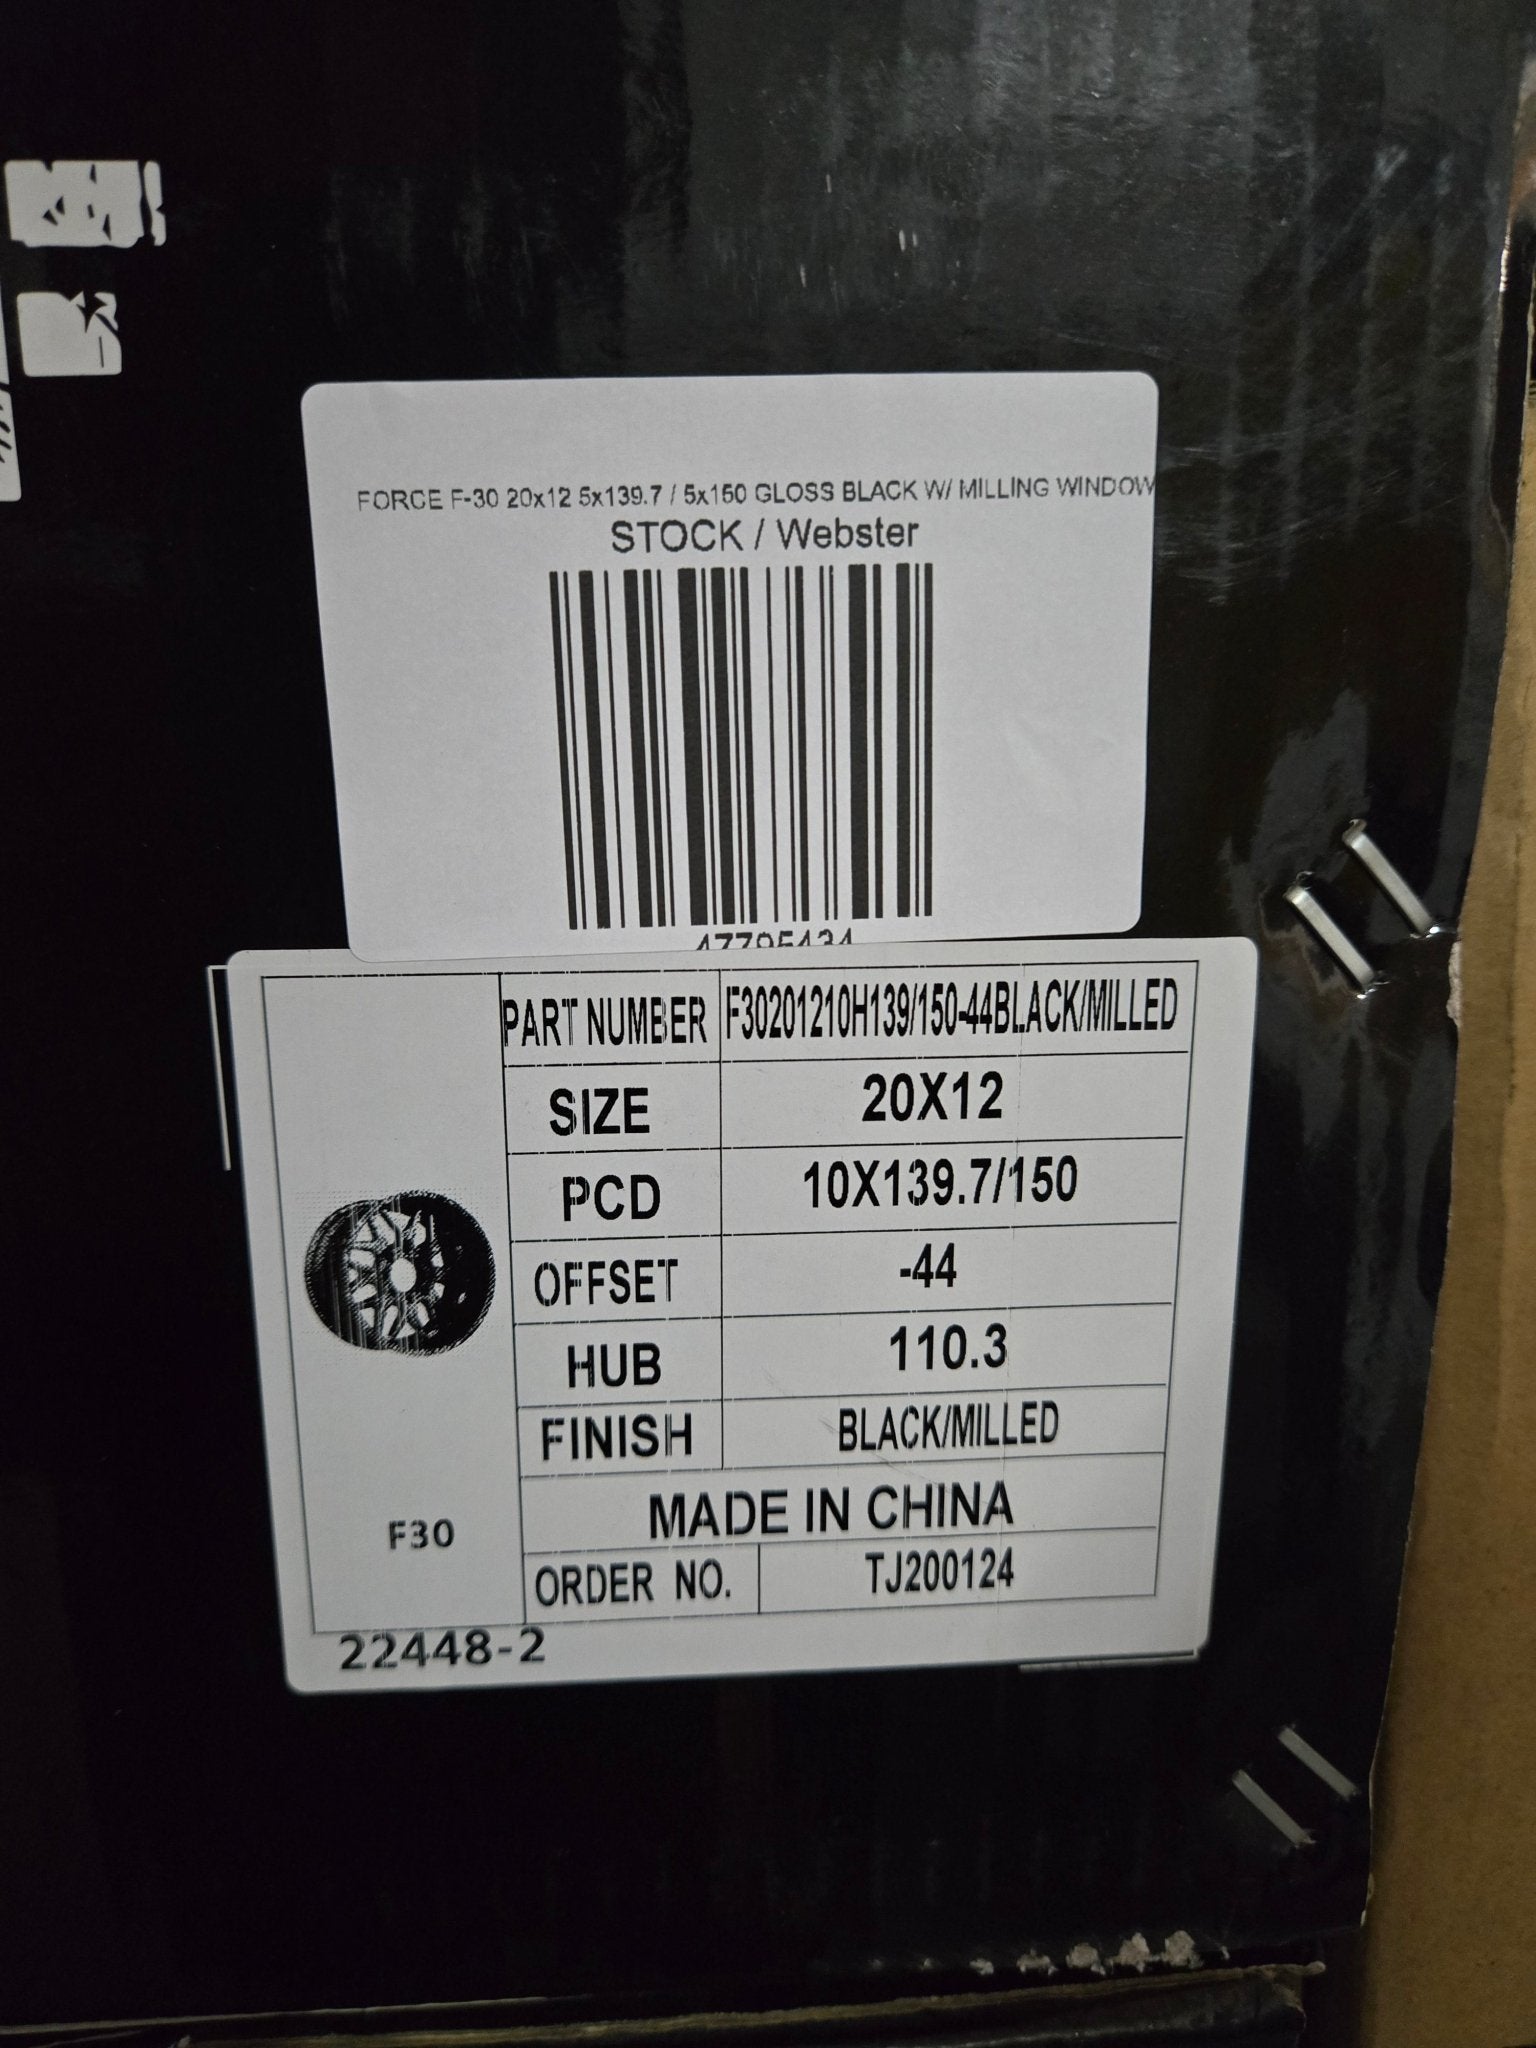 FORCE F-30 20x12 5x139.7 / 5x150 GLOSS BLACK W/ MILLING WINDOW
STOCK / Webster
47795434
PART NUMBER F30201210H139/150-44BLACK/MILLED
SIZE 20X12
PCD 10X139.7/150
OFFSET -44
HUB 110.3
FINISH BLACK/MILLED
MADE IN CHINA
ORDER NO. TJ200124
F30
22448-2